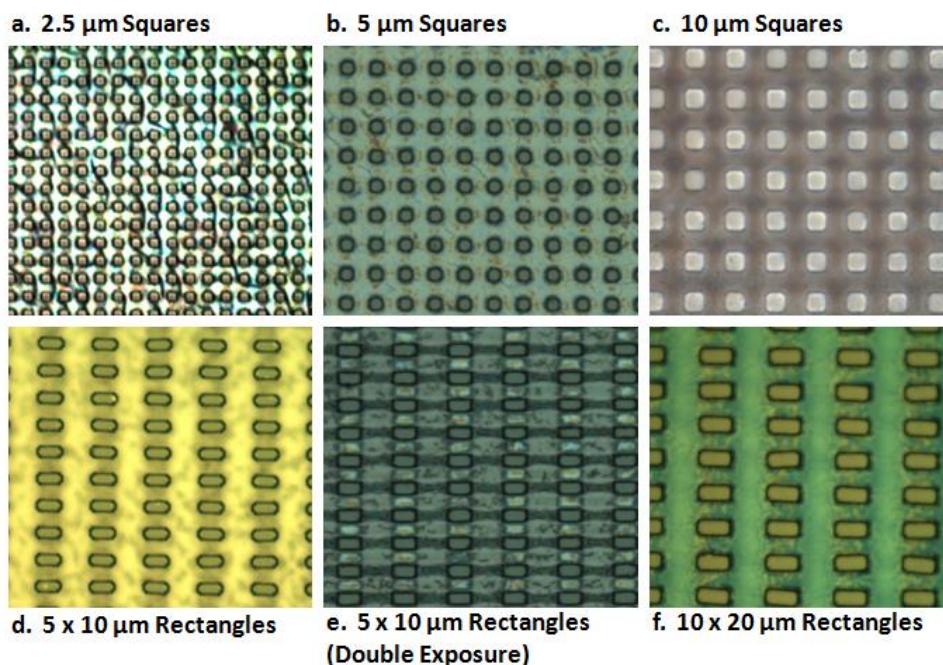 a. 2.5 µm Squares
b. 5 µm Squares
c. 10 µm Squares
d. 5 x 10 µm Rectangles
e. 5 x 10 µm Rectangles
(Double Exposure)
f. 10 x 20 µm Rectangles